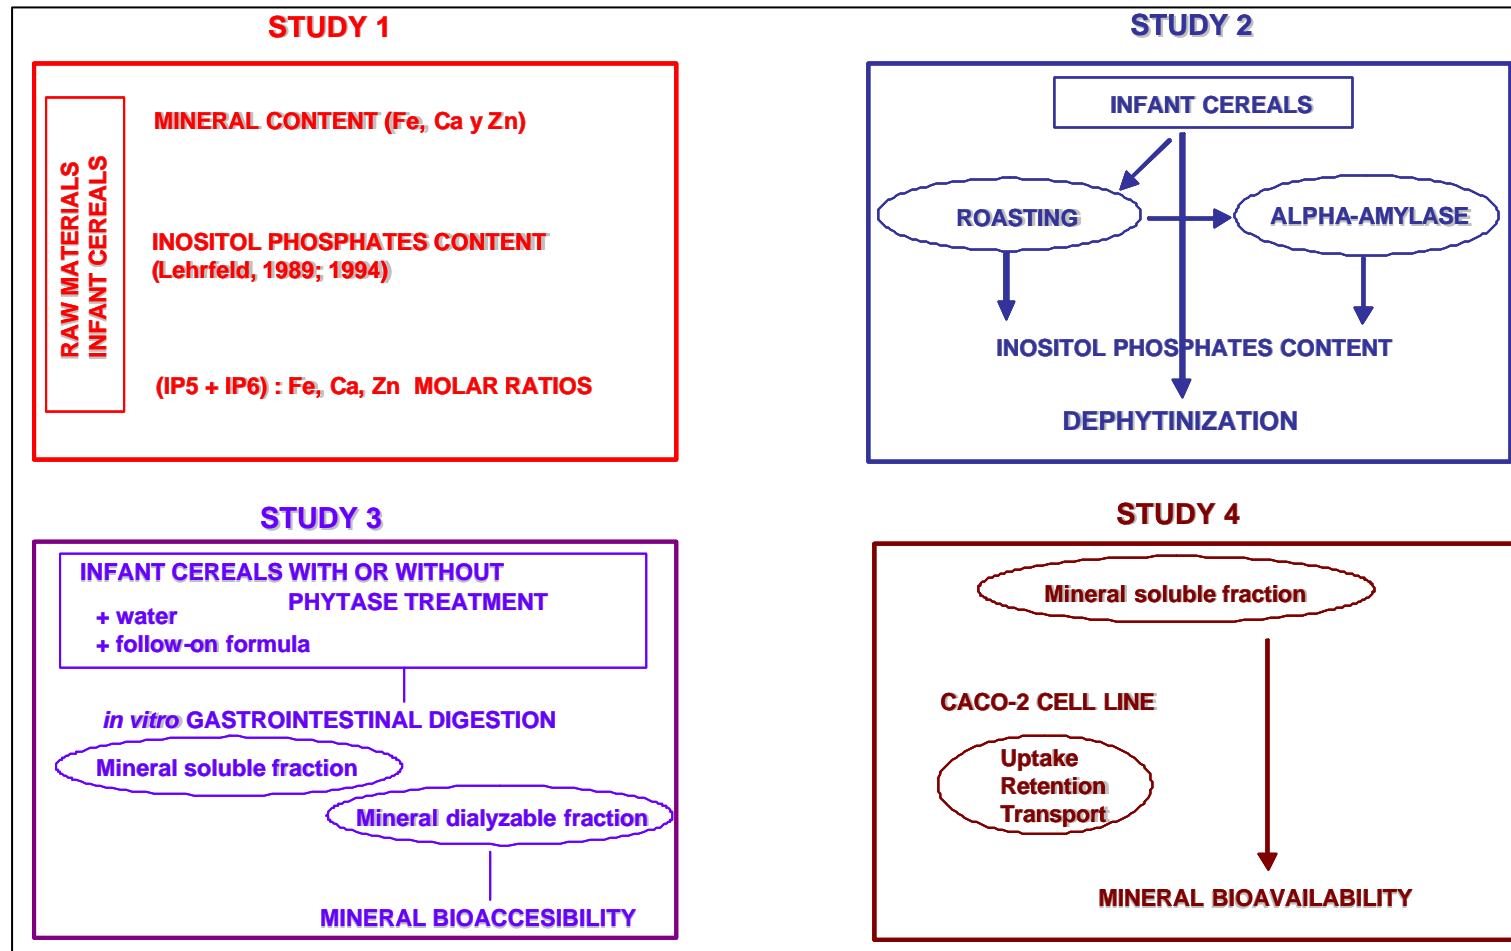 STUDY 1
RAW MATERIALS
INFANT CEREALS
MINERAL CONTENT (Fe, Ca y Zn)
INOSITOL PHOSPHATES CONTENT
(Lehrfeld, 1989; 1994)
(IP5 + IP6) : Fe, Ca, Zn MOLAR RATIOS
STUDY 2
INFANT CEREALS
ROASTING
ALPHA-AMYLASE
INOSITOL PHOSPHATES CONTENT
DEPHYTINIZATION
STUDY 3
INFANT CEREALS WITH OR WITHOUT
PHYTASE TREATMENT
+ water
+ follow-on formula
in vitro GASTROINTESTINAL DIGESTION
Mineral soluble fraction
Mineral dialyzable fraction
MINERAL BIOACCESIBILITY
STUDY 4
Mineral soluble fraction
CACO-2 CELL LINE
Uptake
Retention
Transport
MINERAL BIOAVAILABILITY